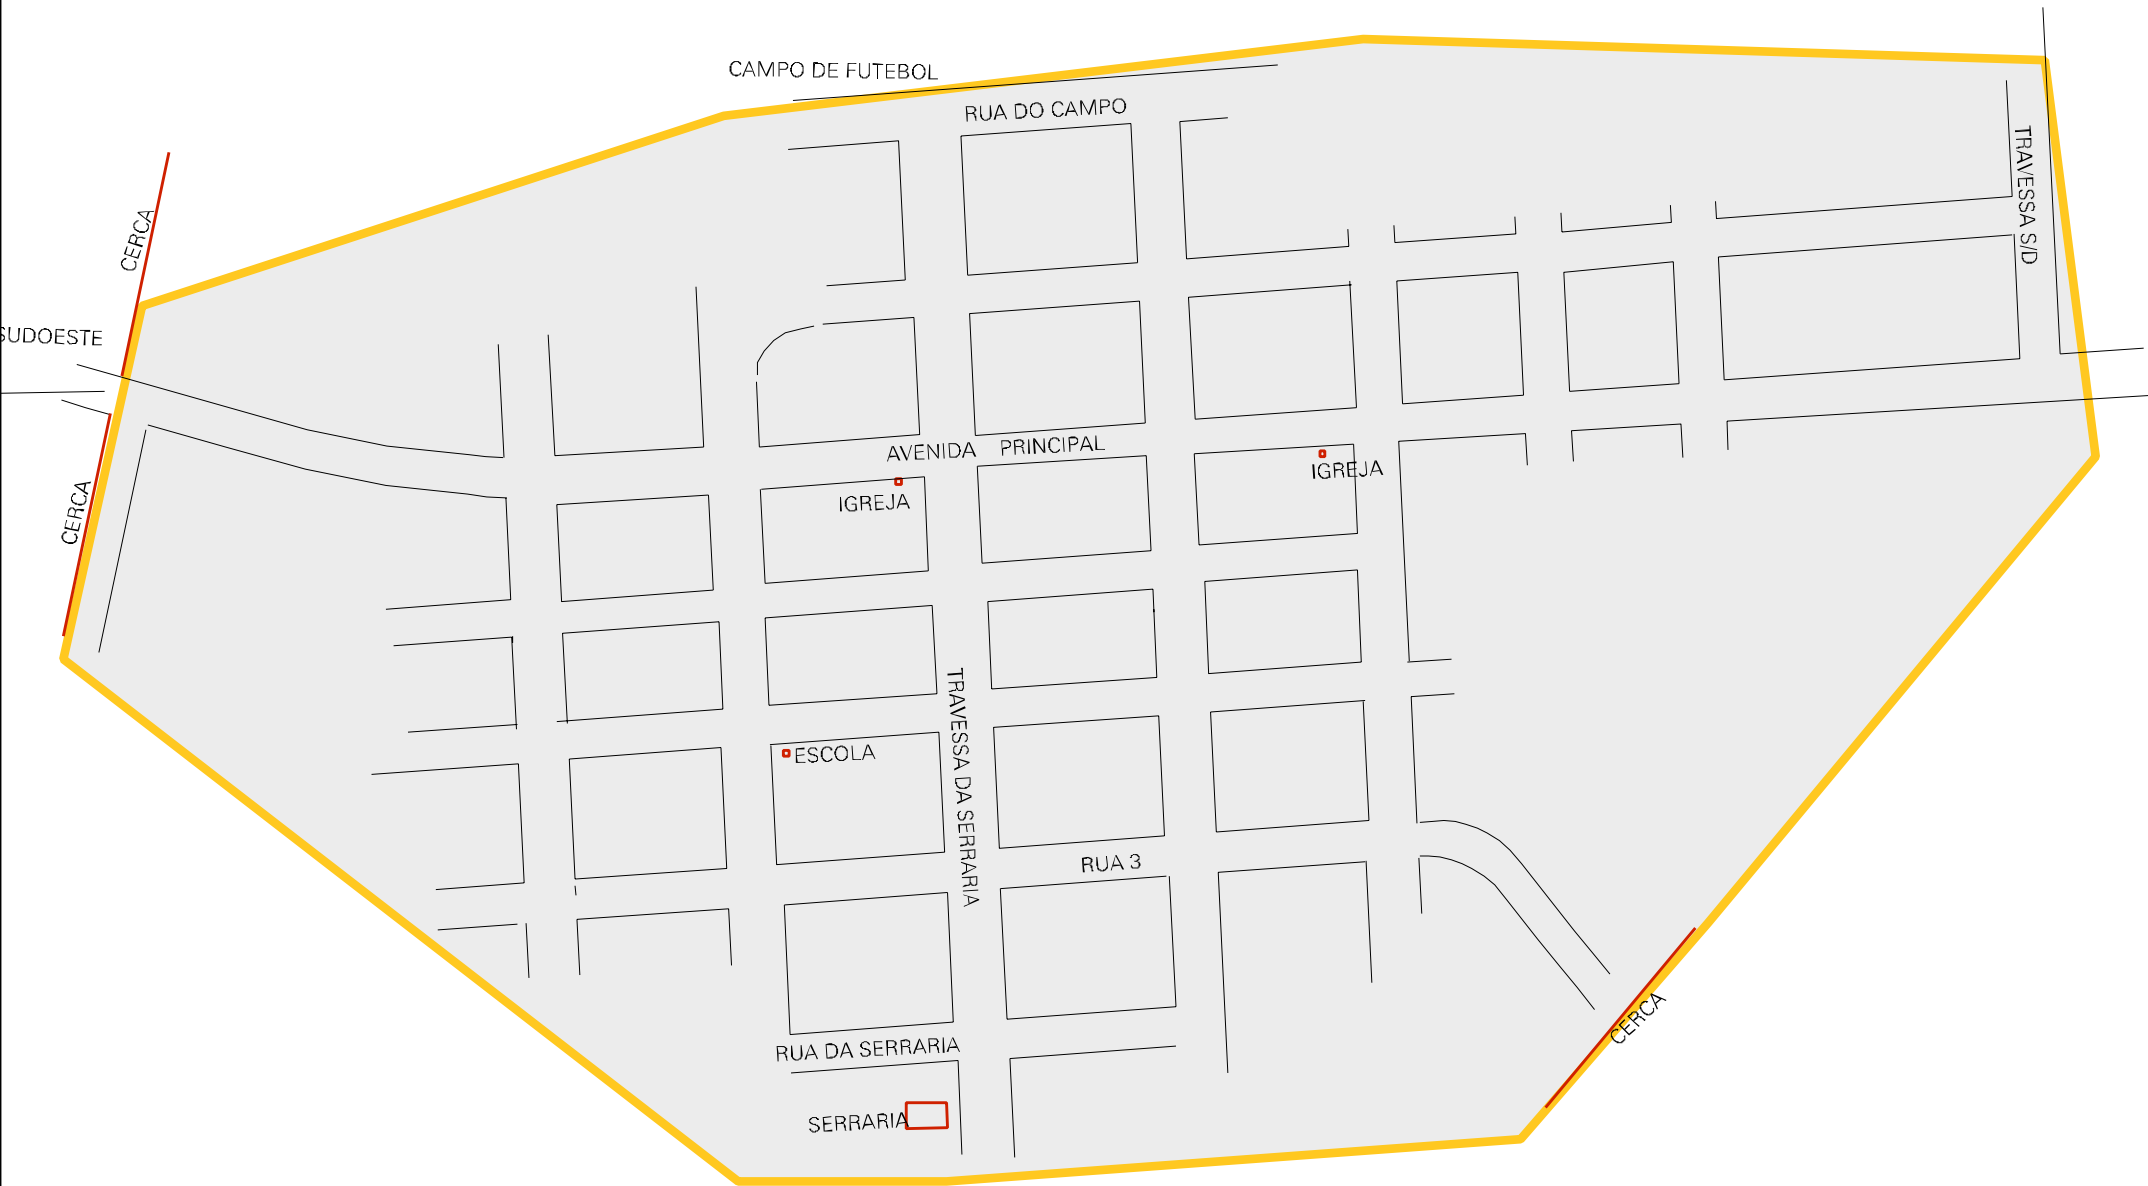 CAMPO DE FUTEBOL
RUA DO CAMPO
TRAVESSA S/D
CERCA
SUDOESTE
AVENIDA PRINCIPAL
IGREJA
IGREJA
CERCA
TRAVESSA DA SERRARIA
ESCOLA
RUA 3
CERCA
RUA DA SERRARIA
SERRARIA